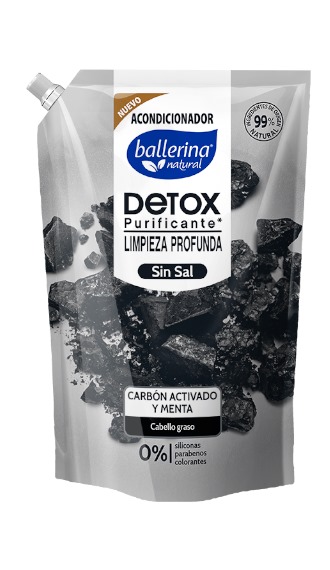 NUEVO
ACONDICIONADOR
ballerina®
natural
INGREDIENTES DE ORIGEN
99%
NATURAL
DETOX
Purificante*
LIMPIEZA PROFUNDA
Sin Sal
CARBÓN ACTIVADO
Y MENTA
Cabello graso
0%
siliconas
parabenos
colorantes